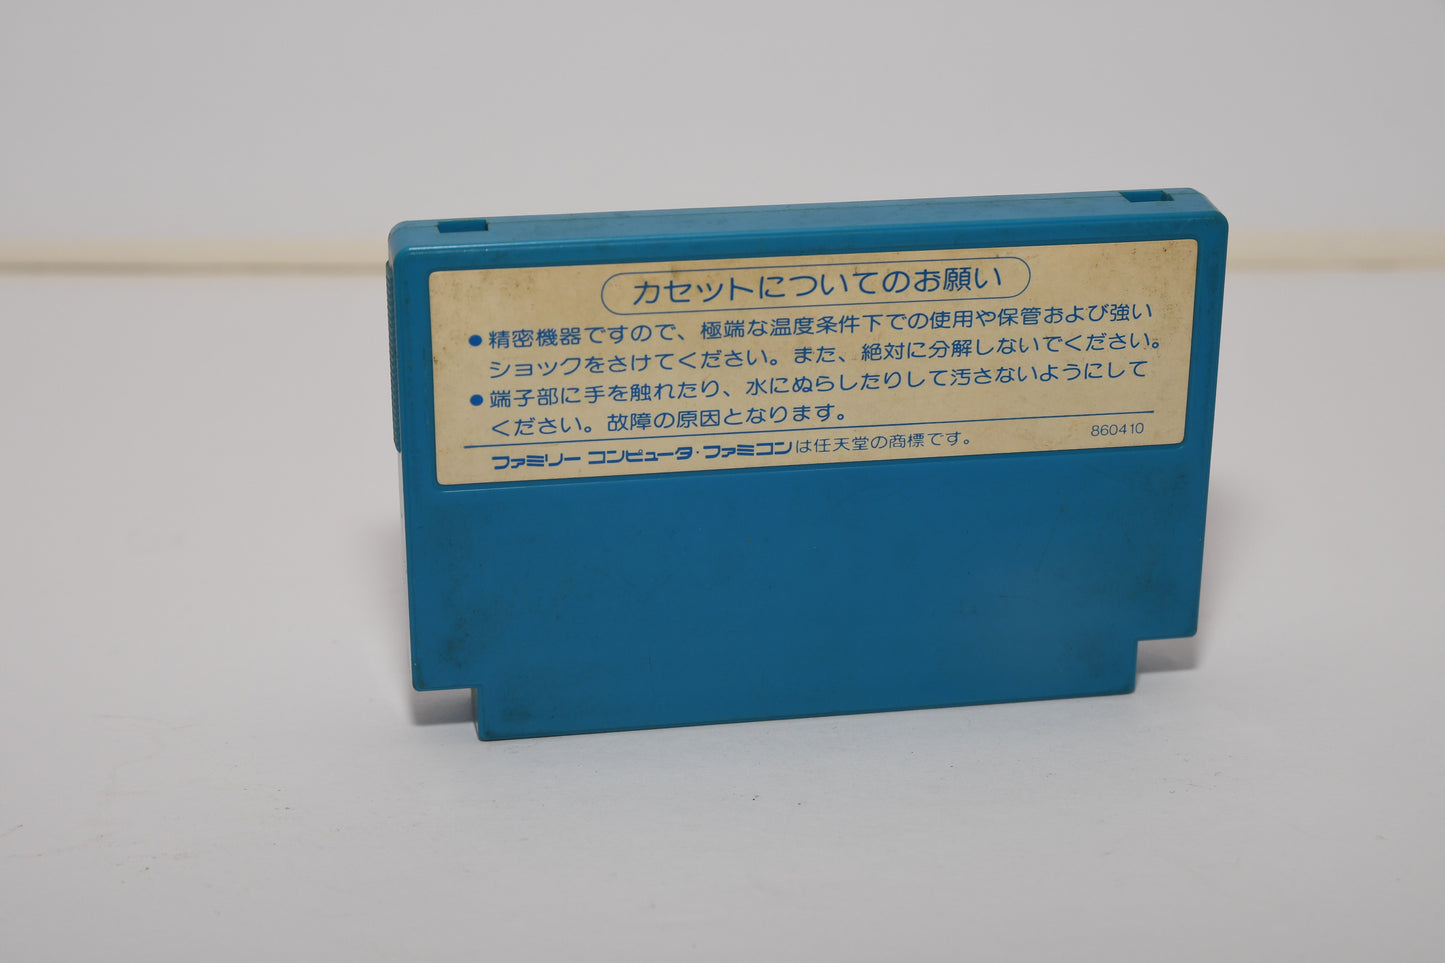 カセットについてのお願い
●精密機器ですので、極端な温度条件下での使用や保管および強い
ショックをさけてください。また、絶対に分解しないでください。
●端子部に手を触れたり、水にぬらしたりして汚さないようにして
ください。故障の原因となります。
ファミリー コンピュータ・ファミコンは任天堂の商標です。
860410